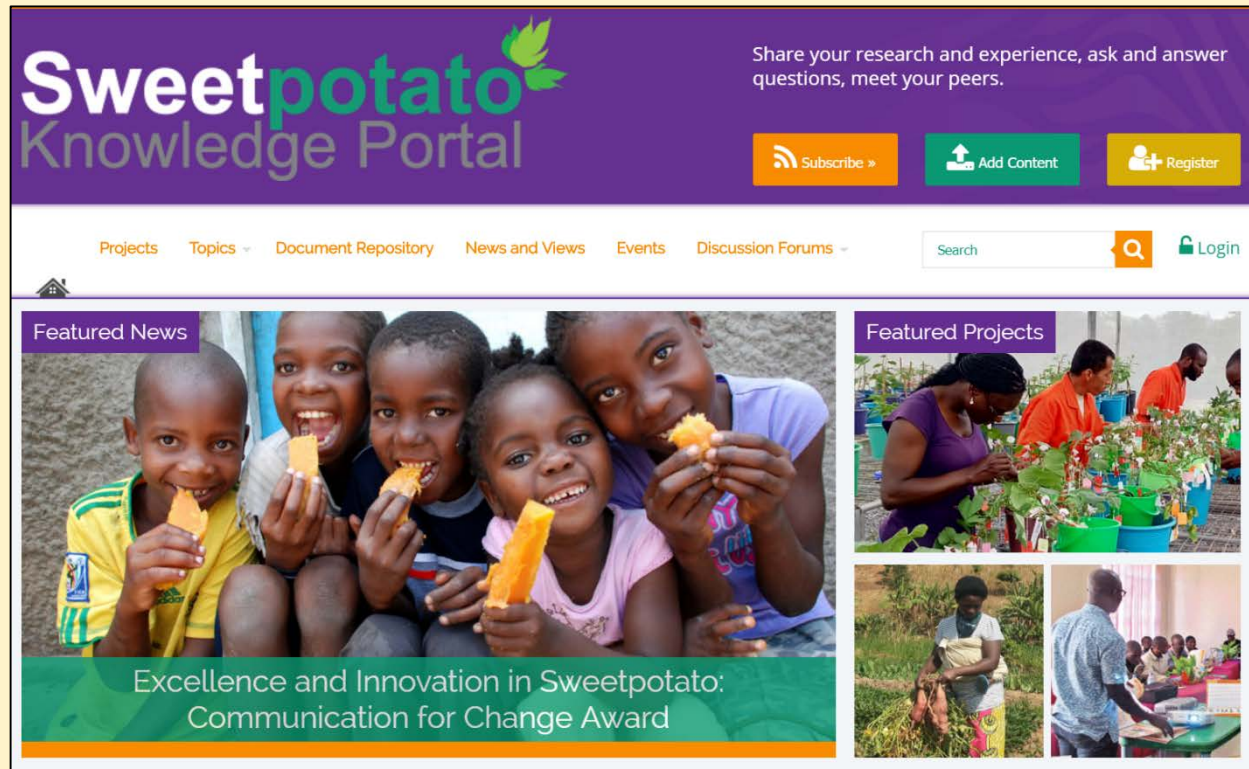 Sweetpotato
Knowledge Portal
Share your research and experience, ask and answer
questions, meet your peers.
Subscribe »
Add Content
Register
Projects
Topics
Document Repository
News and Views
Events
Discussion Forums
Search
Login
Featured News
Featured Projects
Excellence and Innovation in Sweetpotato:
Communication for Change Award